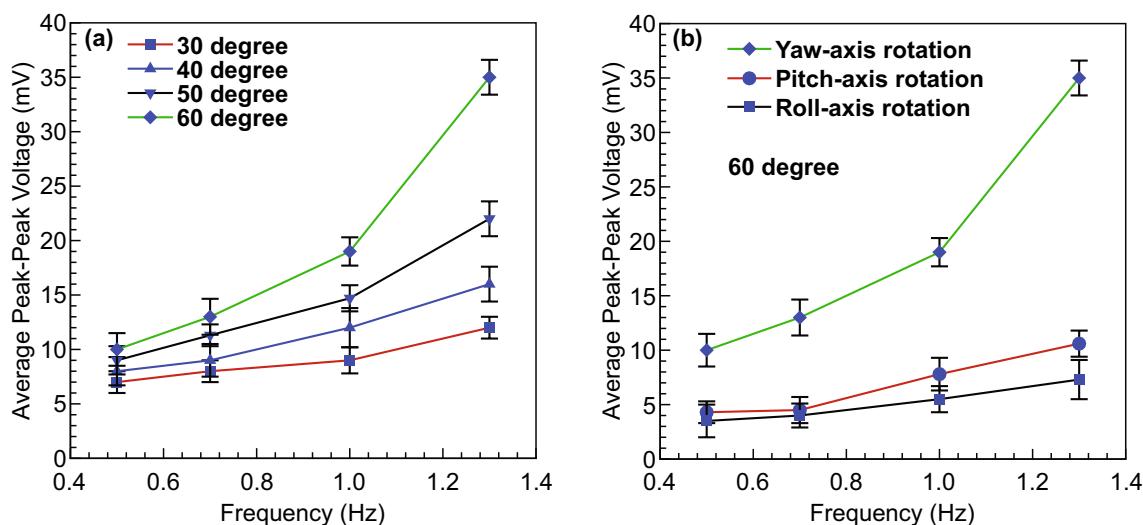 (a)
30 degree
40 degree
50 degree
60 degree
Average Peak-Peak Voltage (mV)
40
35
30
25
20
15
10
5
0
0.4 0.6 0.8 1.0 1.2 1.4
Frequency (Hz)
(b)
Yaw-axis rotation
Pitch-axis rotation
Roll-axis rotation
60 degree
Average Peak-Peak Voltage (mV)
40
35
30
25
20
15
10
5
0
0.4 0.6 0.8 1.0 1.2 1.4
Frequency (Hz)